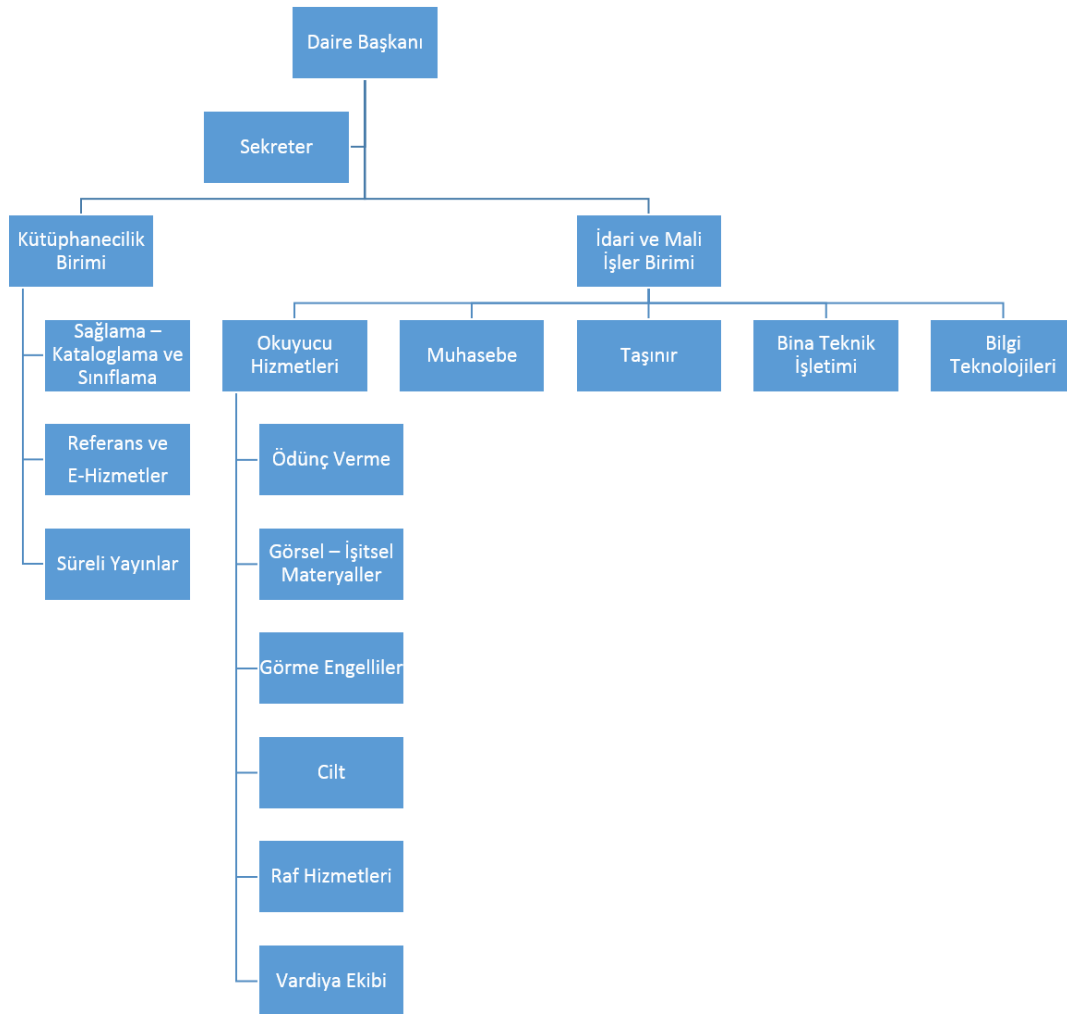 Daire Başkanı
Sekreter
Kütüphanecilik
Birimi
İdari ve Mali
İşler Birimi
Sağlama –
Kataloglama ve
Sınıflama
Okuyucu
Hizmetleri
Muhasebe
Taşınır
Bina Teknik
İşletimi
Bilgi
Teknolojileri
Referans ve
E-Hizmetler
Ödünç Verme
Süreli Yayınlar
Görsel – İşitsel
Materyaller
Görme Engelliler
Cilt
Raf Hizmetleri
Vardiya Ekibi